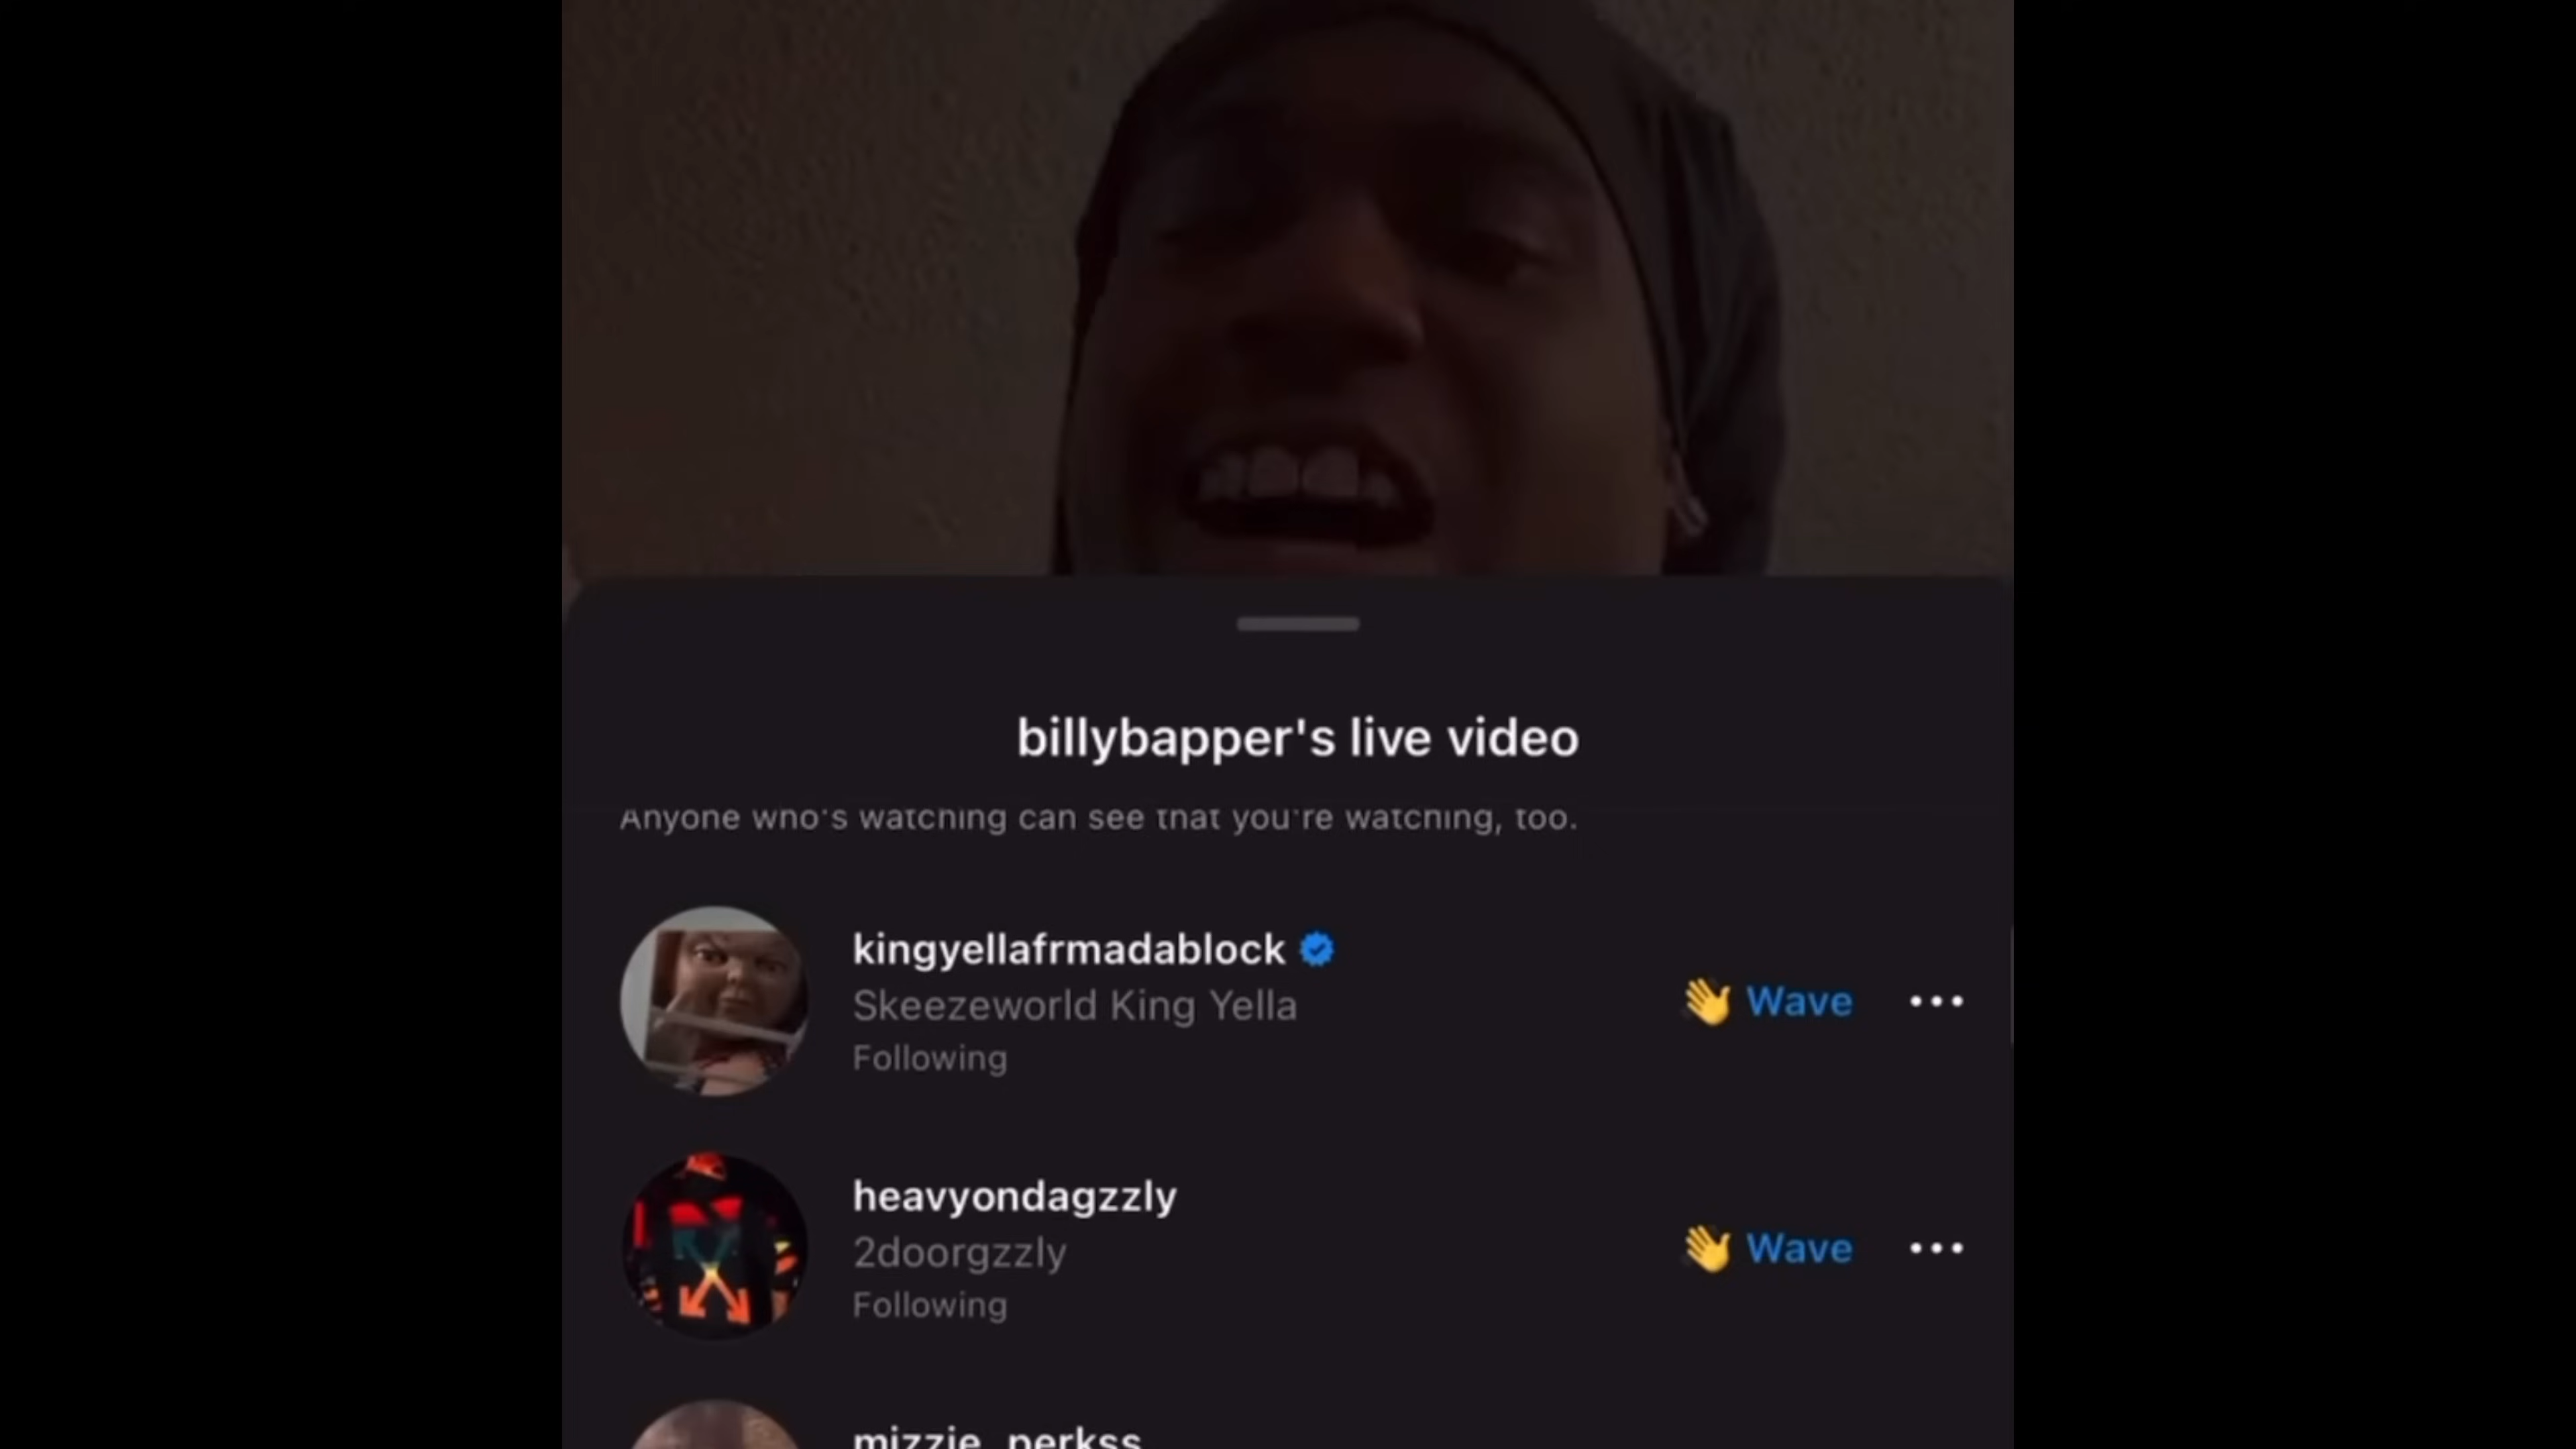 billybapper's live video
Anyone who's watching can see that you're watching, too.
kingyellafrmadablock
Skeezeworld King Yella
Following
👋 Wave
heavyondagzzly
2doorgzzly
Following
👋 Wave
mizzie_perkss